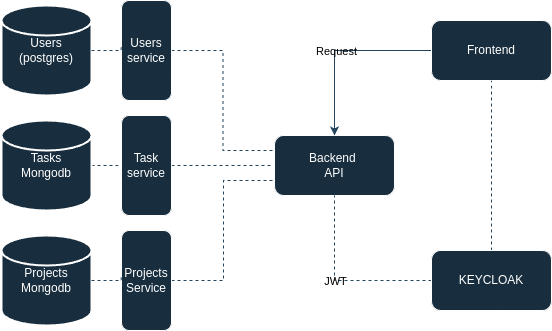 Users
(postgres)
Users
service
Request
Frontend
Tasks
Mongodb
Task
service
Backend
API
Projects
Mongodb
Projects
Service
JWT
KEYCLOAK